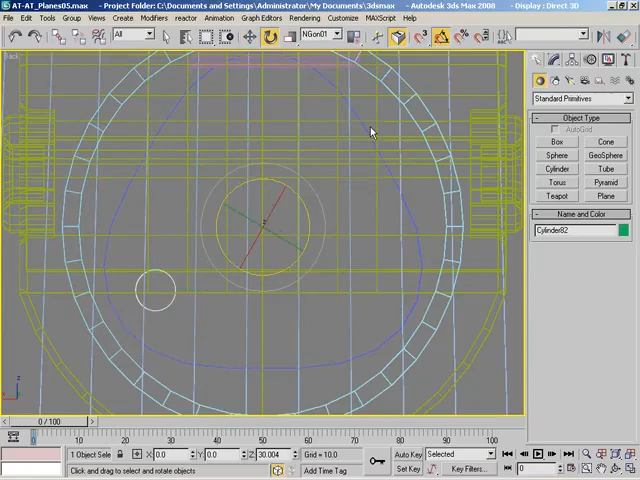 AT-AT_Planes05.max - Project Folder: C:\Documents and Settings\Administrator\My Documents\3dsmax - Autodesk 3ds Max 2008 - Display : Direct 3D
File Edit Tools Group Views Create Modifiers reactor Animation Graph Editors Rendering Customize MAXScript Help
All NGon01
Back
Standard Primitives
- Object Type
AutoGrid
Box Cone
Sphere GeoSphere
Cylinder Tube
Torus Pyramid
Teapot Plane
- Name and Color
Cylinder82
z
x
0 / 100
0 10 20 30 40 50 60 70 80 90 100
1 Object Sele X: 0.0 Y: 0.0 Z: 30.004 Grid = 10.0 Auto Key Selected
Click and drag to select and rotate objects Add Time Tag Set Key Key Filters... 0